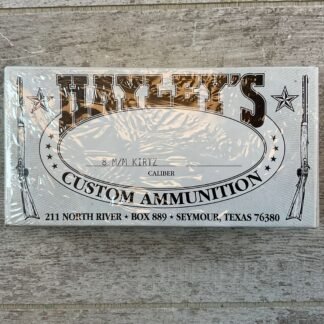 HAYLEY'S
8 M/M KIRTZ
CALIBER
CUSTOM AMMUNITION
211 NORTH RIVER • BOX 889 • SEYMOUR, TEXAS 76380